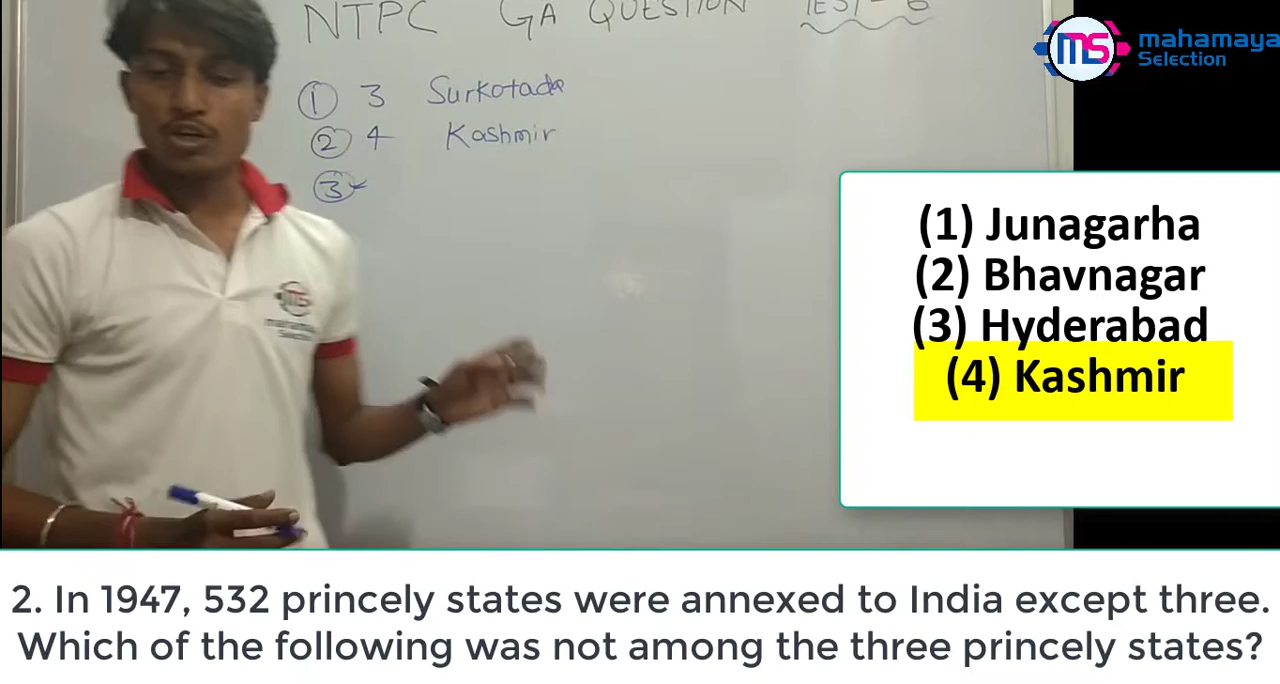 NTPC GA QUESTION TEST - 6
mahamaya
Selection
① 3 Surkotada
② 4 Kashmir
③
(1) Junagarha
(2) Bhavnagar
(3) Hyderabad
(4) Kashmir
2. In 1947, 532 princely states were annexed to India except three.
Which of the following was not among the three princely states?